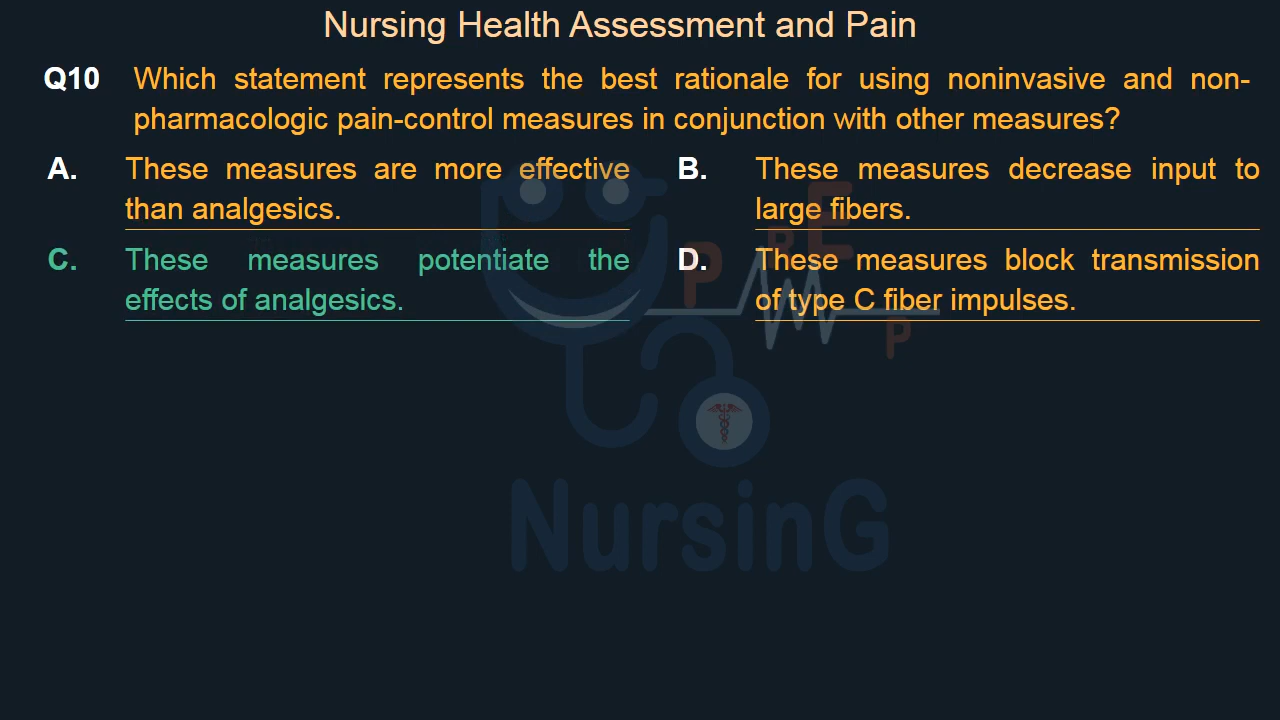 Nursing Health Assessment and Pain
Q10 Which statement represents the best rationale for using noninvasive and non-
pharmacologic pain-control measures in conjunction with other measures?
A. These measures are more effective
than analgesics.
B. These measures decrease input to
large fibers.
C. These measures potentiate the
effects of analgesics.
D. These measures block transmission
of type C fiber impulses.
P R E P
NursinG